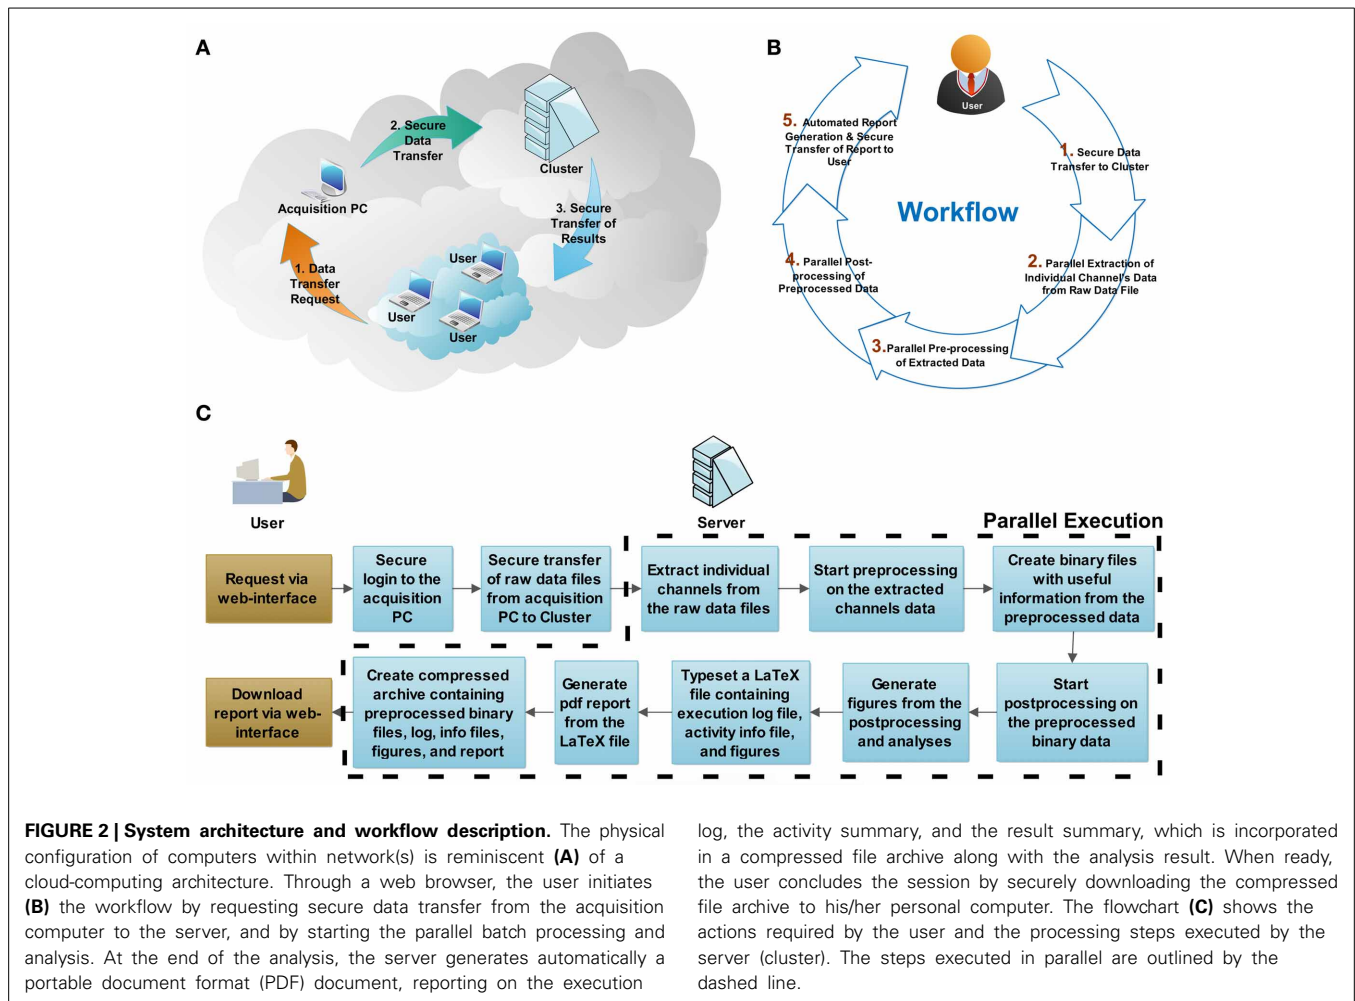 A
2. Secure
Data
Transfer
Cluster
Acquisition PC
3. Secure
Transfer of
Results
1. Data
Transfer
Request
User
User
User
B
User
5. Automated Report
Generation & Secure
Transfer of Report to
User
1. Secure Data
Transfer to Cluster
Workflow
4. Parallel Post-
processing of
Preprocessed Data
2. Parallel Extraction of
Individual Channel's Data
from Raw Data File
3. Parallel Pre-processing
of Extracted Data
C
User
Server
Parallel Execution
Request via
web-interface
Secure
login to the
acquisition
PC
Secure transfer
of raw data files
from acquisition
PC to Cluster
Extract individual
channels from
the raw data files
Start preprocessing
on the extracted
channels data
Create binary files
with useful
information from the
preprocessed data
Download
report via web-
interface
Create compressed
archive containing
preprocessed binary
files, log, info files,
figures, and report
Generate
pdf report
from the
LaTeX file
Typeset a LaTeX
file containing
execution log file,
activity info file,
and figures
Generate
figures from the
postprocessing
and analyses
Start
postprocessing on
the preprocessed
binary data
FIGURE 2 | System architecture and workflow description. The physical
configuration of computers within network(s) is reminiscent (A) of a
cloud-computing architecture. Through a web browser, the user initiates
(B) the workflow by requesting secure data transfer from the acquisition
computer to the server, and by starting the parallel batch processing and
analysis. At the end of the analysis, the server generates automatically a
portable document format (PDF) document, reporting on the execution
log, the activity summary, and the result summary, which is incorporated
in a compressed file archive along with the analysis result. When ready,
the user concludes the session by securely downloading the compressed
file archive to his/her personal computer. The flowchart (C) shows the
actions required by the user and the processing steps executed by the
server (cluster). The steps executed in parallel are outlined by the
dashed line.